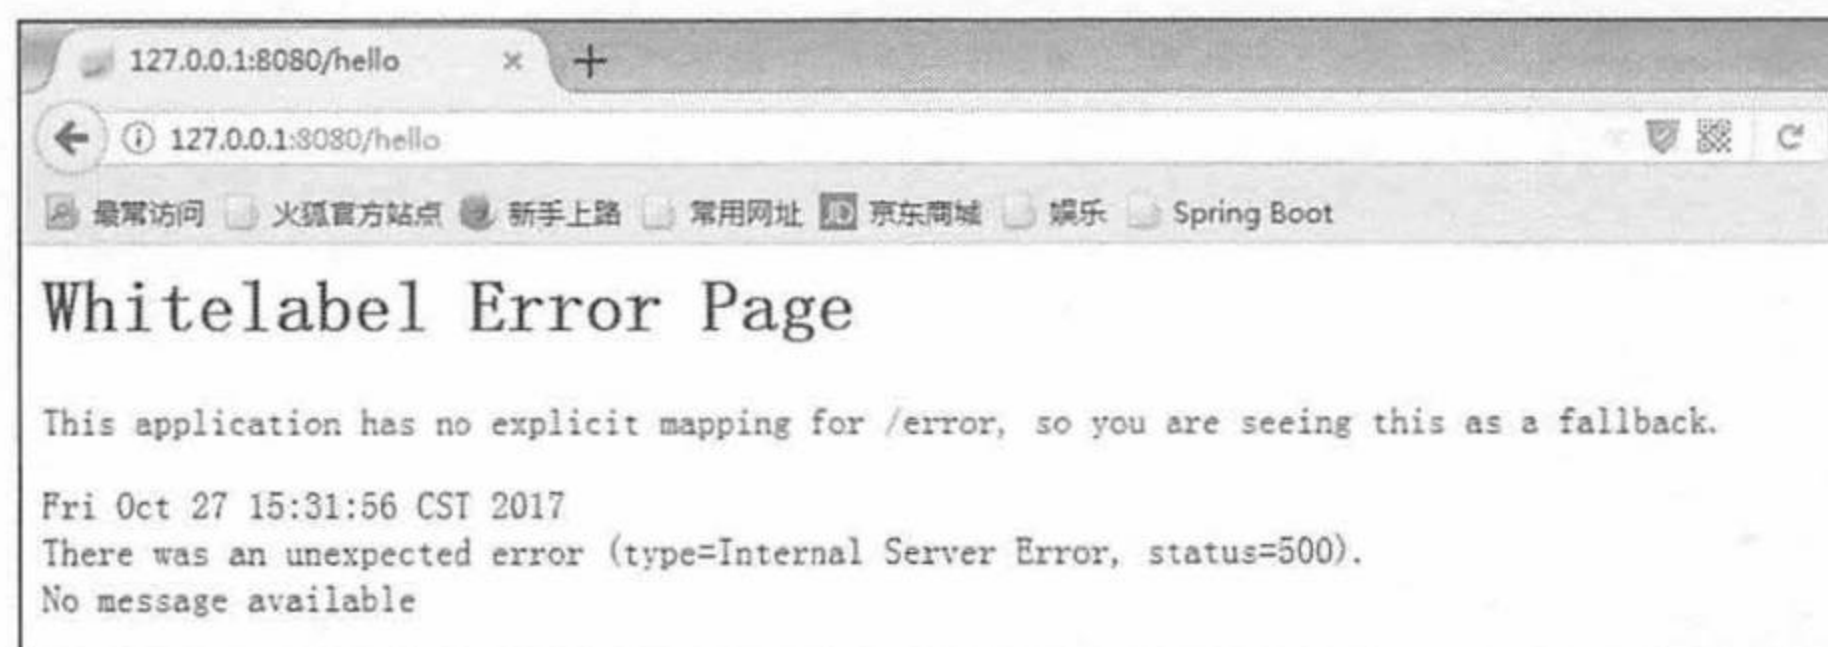 127.0.0.1:8080/hello
127.0.0.1:8080/hello
最常访问 火狐官方站点 新手上路 常用网址 JD 京东商城 娱乐 Spring Boot
Whitelabel Error Page
This application has no explicit mapping for /error, so you are seeing this as a fallback.
Fri Oct 27 15:31:56 CST 2017
There was an unexpected error (type=Internal Server Error, status=500).
No message available